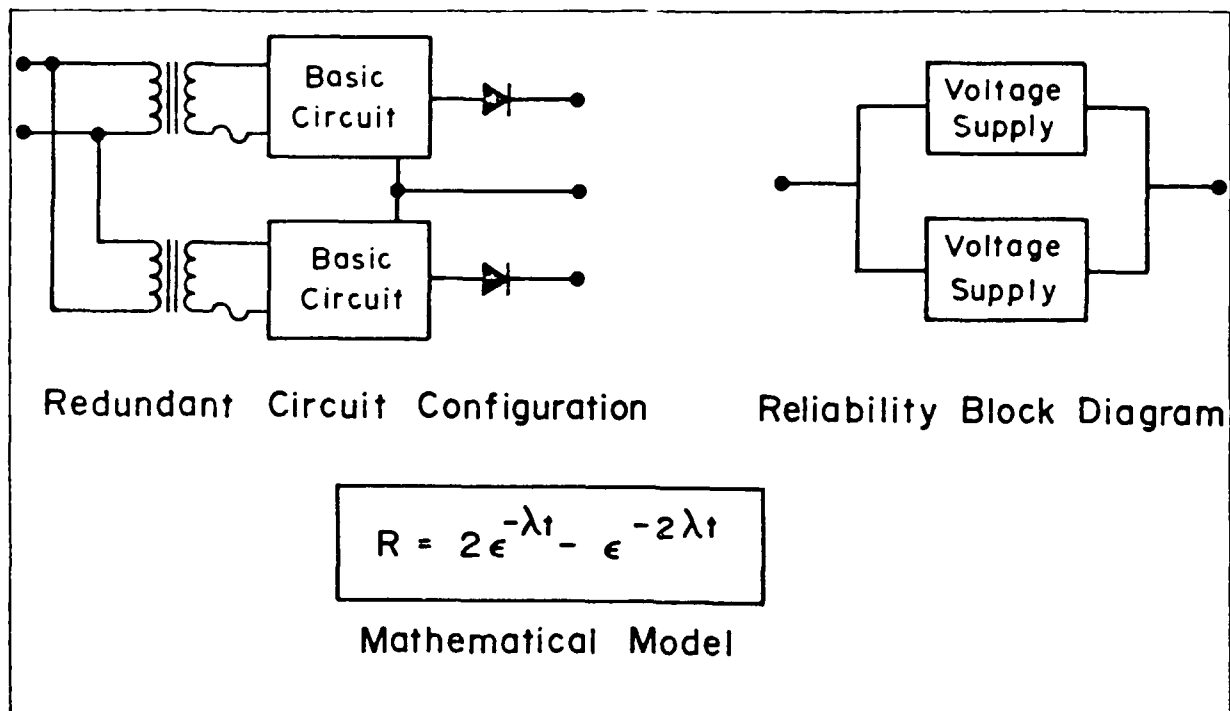 Basic
Circuit
Basic
Circuit
Voltage
Supply
Voltage
Supply
Redundant Circuit Configuration
Reliability Block Diagram
R = 2ϵ^-λt - ϵ^-2λt
Mathematical Model